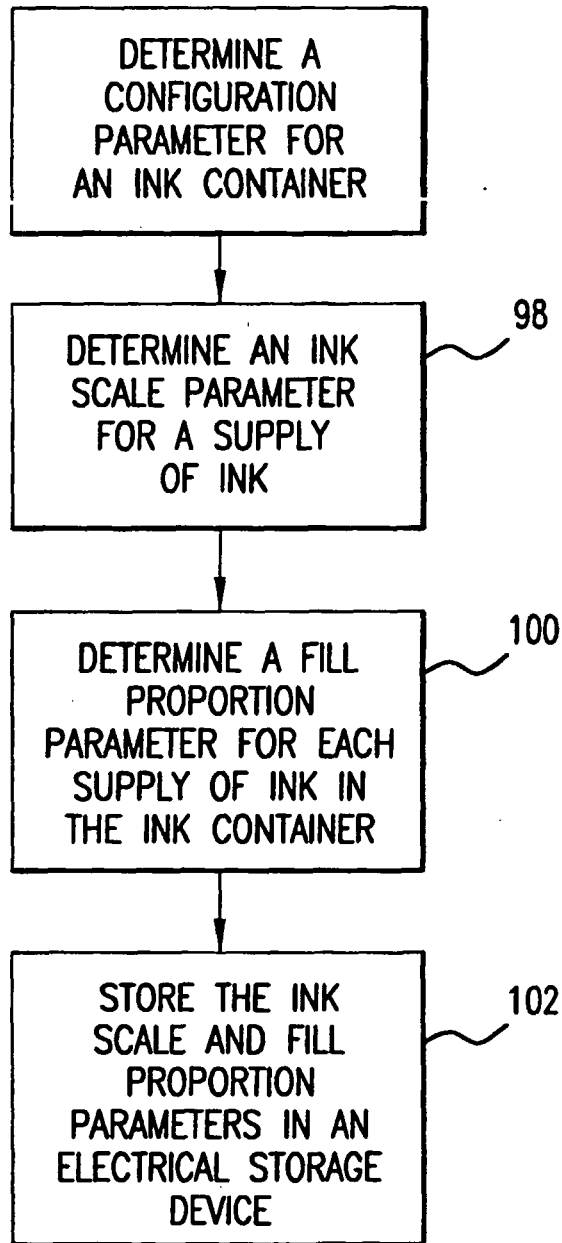 DETERMINE A
CONFIGURATION
PARAMETER FOR
AN INK CONTAINER
98
DETERMINE AN INK
SCALE PARAMETER
FOR A SUPPLY
OF INK
100
DETERMINE A FILL
PROPORTION
PARAMETER FOR EACH
SUPPLY OF INK IN
THE INK CONTAINER
102
STORE THE INK
SCALE AND FILL
PROPORTION
PARAMETERS IN AN
ELECTRICAL STORAGE
DEVICE